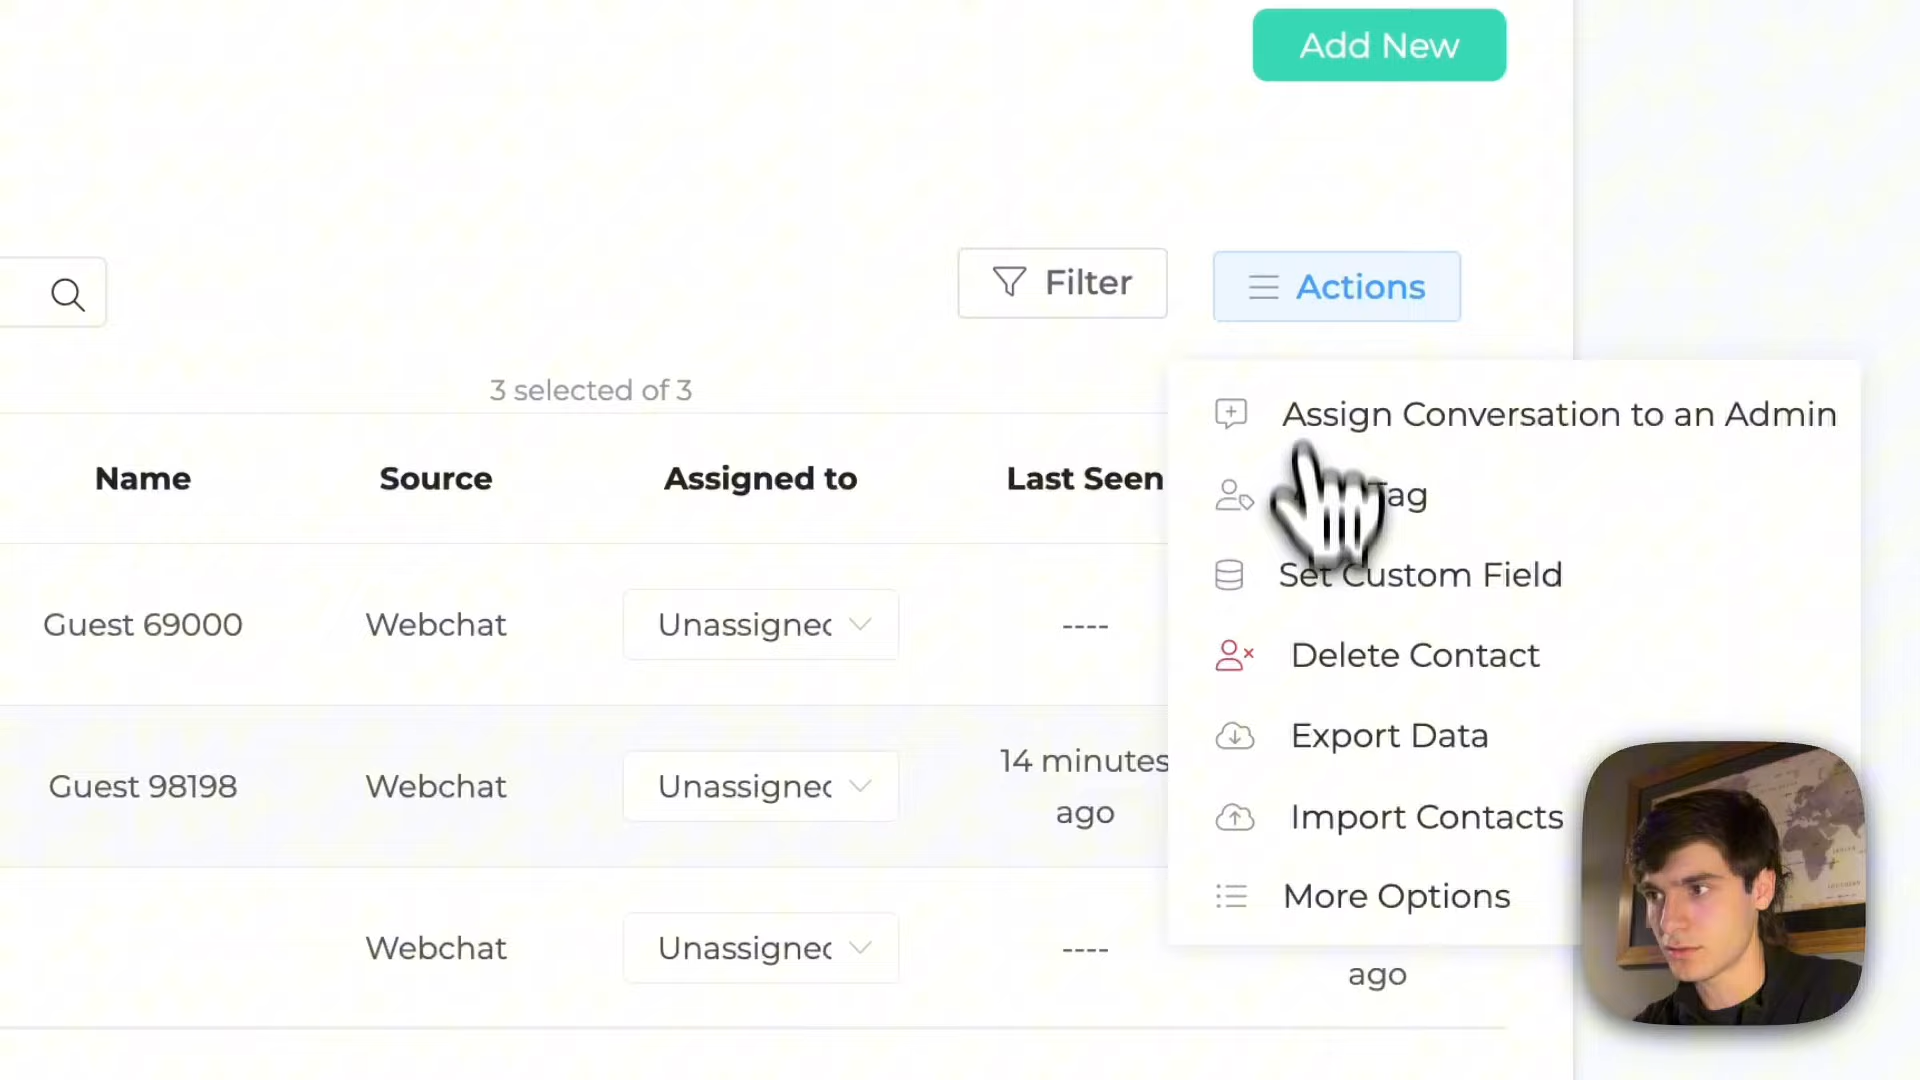 Add New
Filter
Actions
3 selected of 3
Assign Conversation to an Admin
Tag
Name
Source
Assigned to
Last Seen
Set Custom Field
Guest 69000
Webchat
Unassigned
----
Delete Contact
Export Data
Guest 98198
Webchat
Unassigned
14 minutes
ago
Import Contacts
More Options
Webchat
Unassigned
----
ago